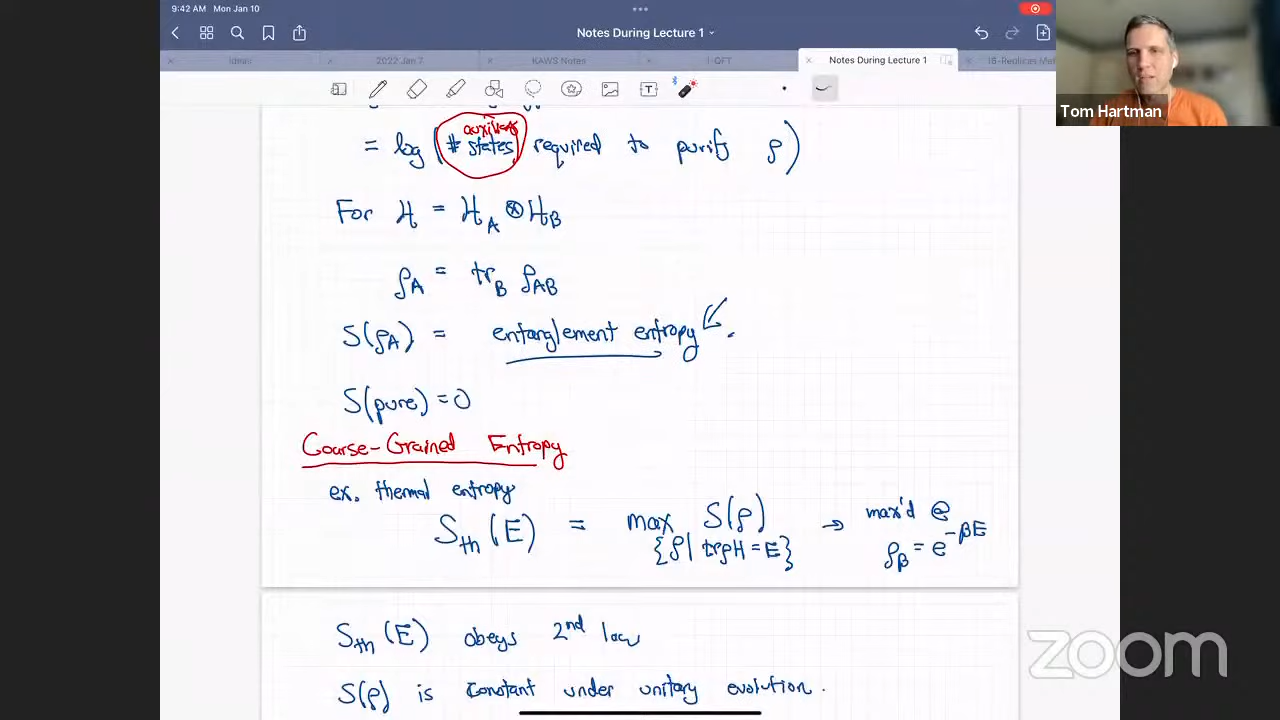 9:42 AM Mon Jan 10
Notes During Lecture 1
Ideal
2022 Jan 7
KAWS Notes
I-QFT
Notes During Lecture 1
Tom Hartman
auxiliary
= log ( # states required to purify ρ )
For H = H_A ⊗ H_B
ρ_A = tr_B ρ_AB
S(ρ_A) = entanglement entropy
S(pure) = 0
Coarse-Grained Entropy
ex. thermal entropy
S_th (E) = max S(ρ) → max'd @
{ρ | trρH = E} ρ_β = e^-βE
S_th (E) obeys 2nd law
S(ρ) is constant under unitary evolution.
zoom